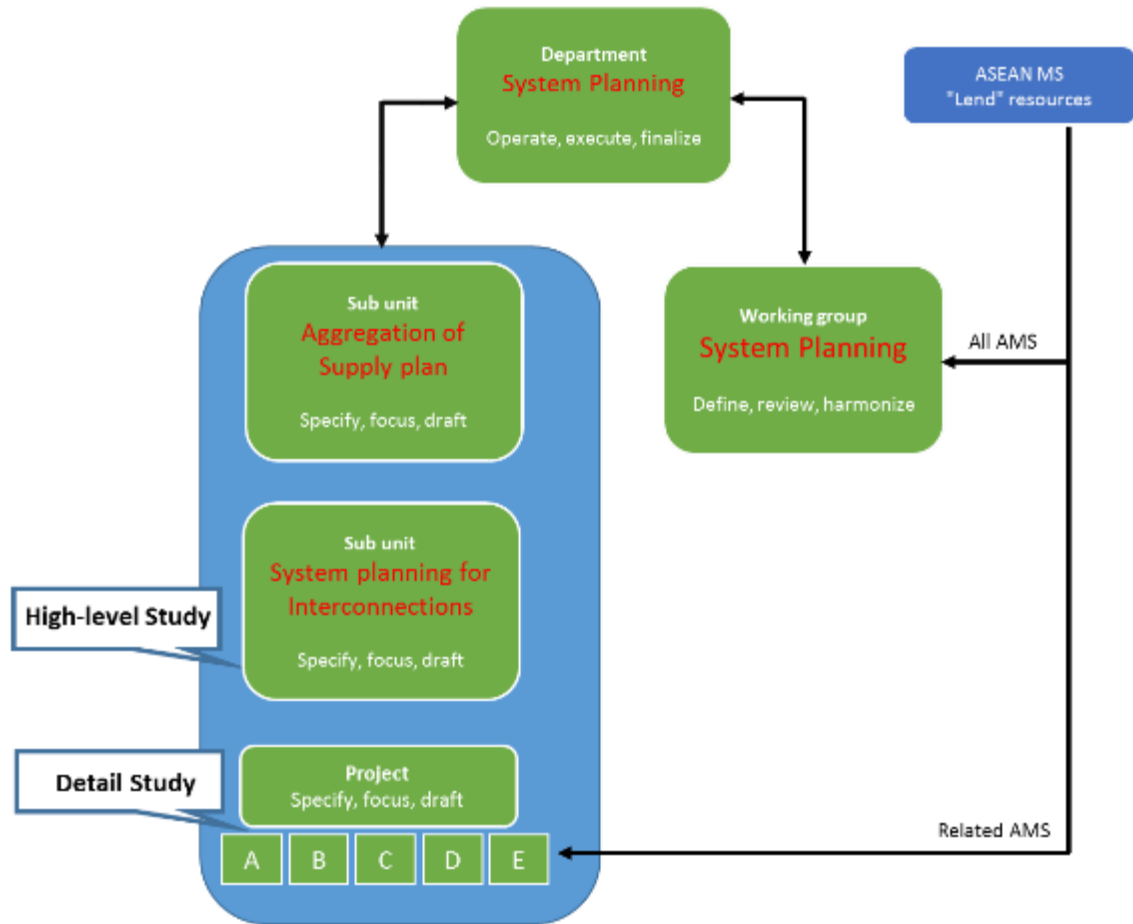 Department
System Planning
Operate, execute, finalize
ASEAN MS
"Lend" resources
Sub unit
Aggregation of
Supply plan
Specify, focus, draft
Working group
System Planning
Define, review, harmonize
All AMS
Sub unit
System planning for
Interconnections
Specify, focus, draft
High-level Study
Project
Specify, focus, draft
Detail Study
A B C D E
Related AMS